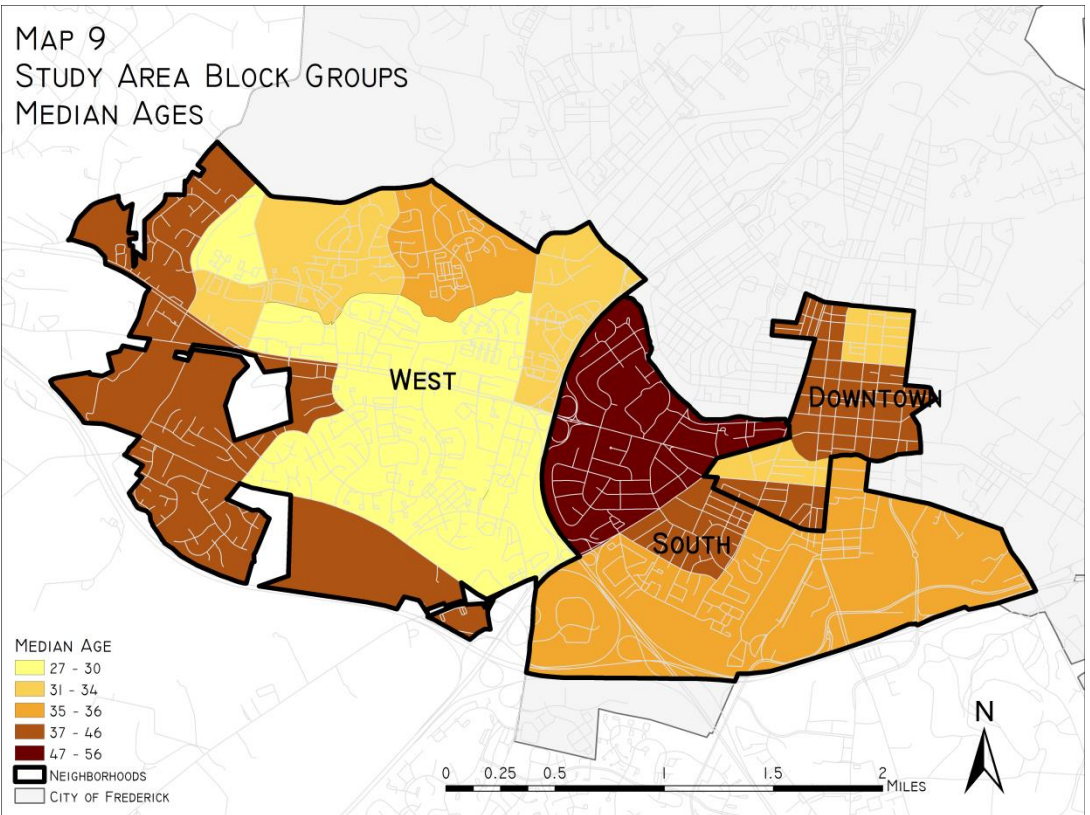 MAP 9
STUDY AREA BLOCK GROUPS
MEDIAN AGES
WEST
DOWNTOWN
SOUTH
MEDIAN AGE
27 - 30
31 - 34
35 - 36
37 - 46
47 - 56
NEIGHBORHOODS
CITY OF FREDERICK
0 0.25 0.5 1 1.5 2
MILES
N